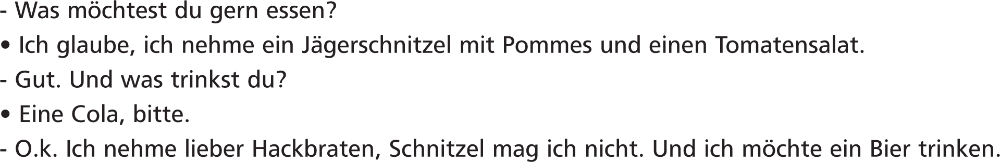 - Was möchtest du gern essen?
• Ich glaube, ich nehme ein Jägerschnitzel mit Pommes und einen Tomatensalat.
- Gut. Und was trinkst du?
• Eine Cola, bitte.
- O.k. Ich nehme lieber Hackbraten, Schnitzel mag ich nicht. Und ich möchte ein Bier trinken.